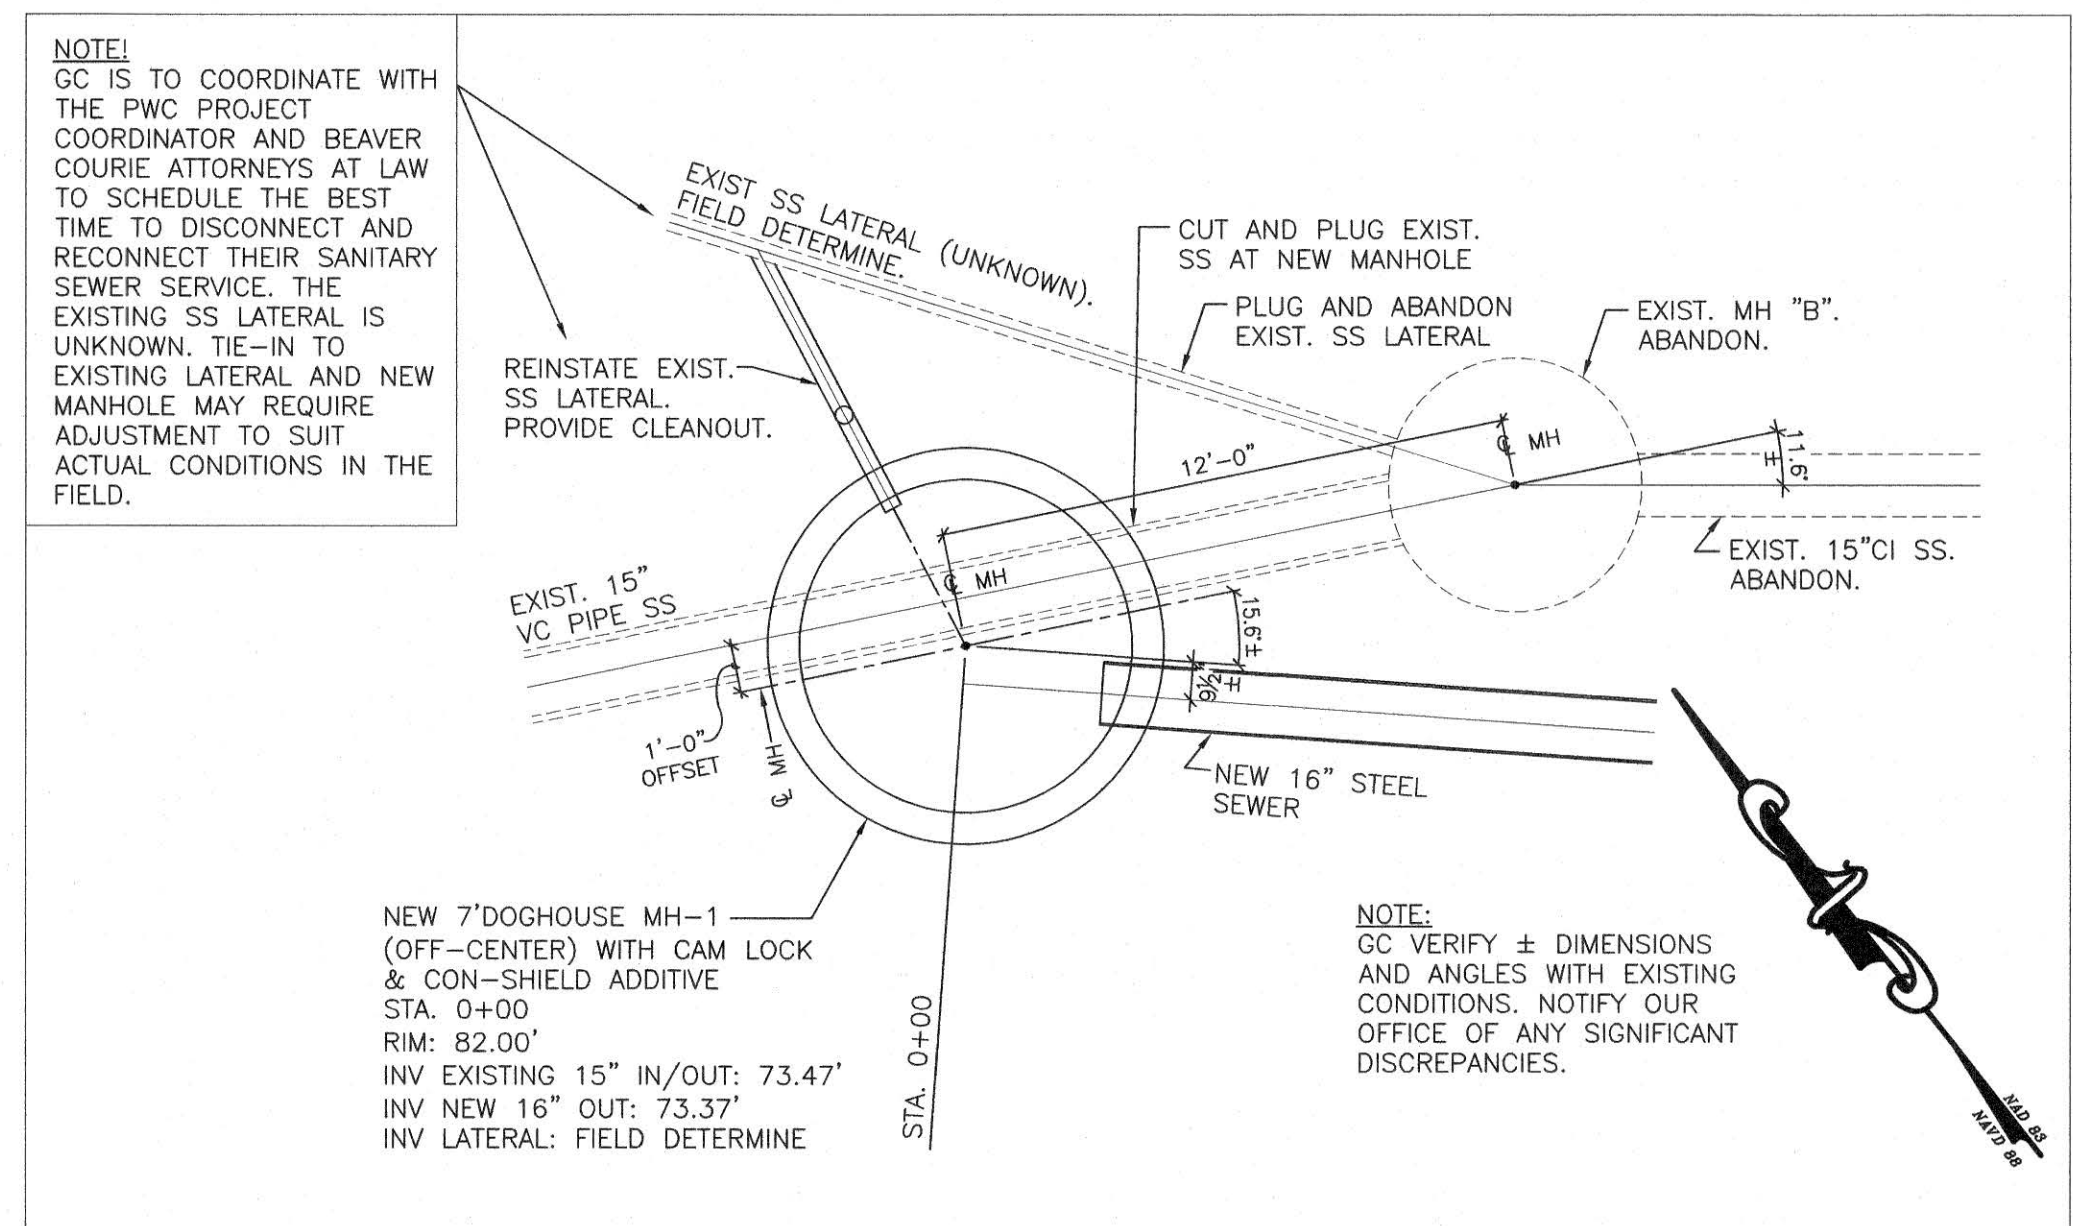 NOTE!
GC IS TO COORDINATE WITH
THE PWC PROJECT
COORDINATOR AND BEAVER
COURIE ATTORNEYS AT LAW
TO SCHEDULE THE BEST
TIME TO DISCONNECT AND
RECONNECT THEIR SANITARY
SEWER SERVICE. THE
EXISTING SS LATERAL IS
UNKNOWN. TIE-IN TO
EXISTING LATERAL AND NEW
MANHOLE MAY REQUIRE
ADJUSTMENT TO SUIT
ACTUAL CONDITIONS IN THE
FIELD.
EXIST SS LATERAL (UNKNOWN).
FIELD DETERMINE.
CUT AND PLUG EXIST.
SS AT NEW MANHOLE
PLUG AND ABANDON
EXIST. SS LATERAL
EXIST. MH "B".
ABANDON.
REINSTATE EXIST.
SS LATERAL.
PROVIDE CLEANOUT.
12'-0"
℄ MH
11.6°
±
EXIST. 15"CI SS.
ABANDON.
EXIST. 15"
VC PIPE SS
℄ MH
15.6°±
9½"
±
1'-0"
OFFSET
℄ MH
NEW 16" STEEL
SEWER
NEW 7'DOGHOUSE MH-1
(OFF-CENTER) WITH CAM LOCK
& CON-SHIELD ADDITIVE
STA. 0+00
RIM: 82.00'
INV EXISTING 15" IN/OUT: 73.47'
INV NEW 16" OUT: 73.37'
INV LATERAL: FIELD DETERMINE
STA. 0+00
NOTE:
GC VERIFY ± DIMENSIONS
AND ANGLES WITH EXISTING
CONDITIONS. NOTIFY OUR
OFFICE OF ANY SIGNIFICANT
DISCREPANCIES.
NAD 83
NAVD 88